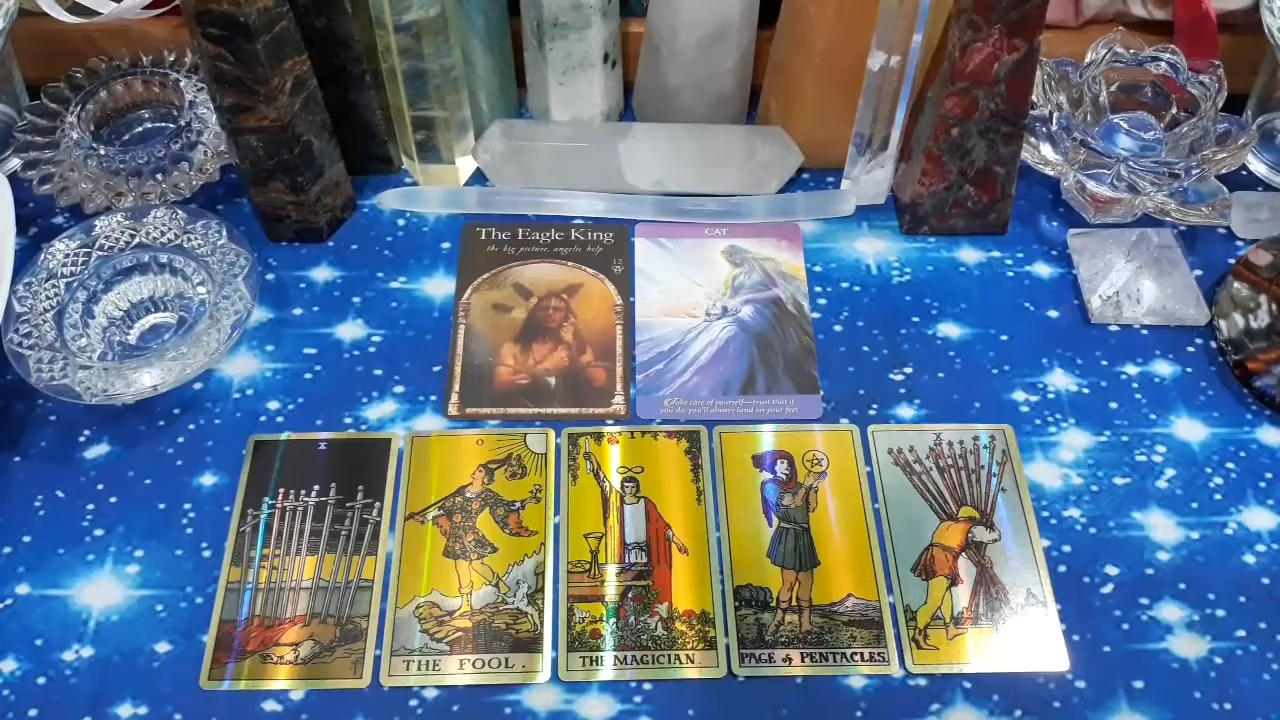 The Eagle King
the big picture, angelic help
12
CAT
Take care of yourself—trust that if
you do, you'll always land on your feet
X
0
THE FOOL.
I
THE MAGICIAN.
PAGE of PENTACLES.
X